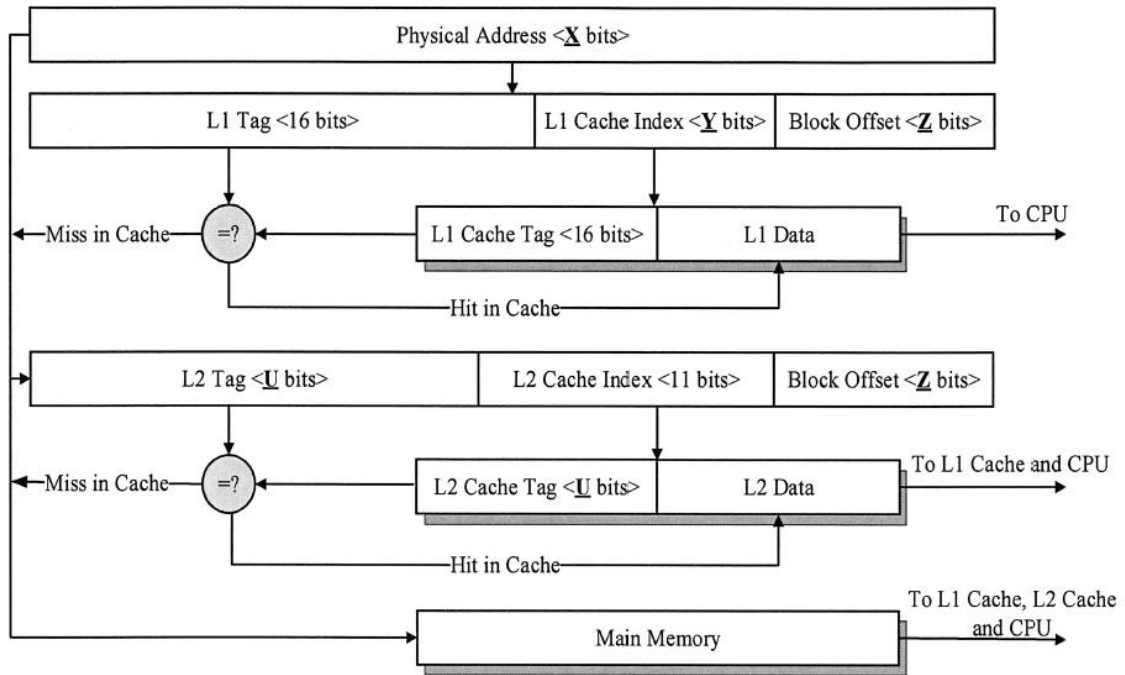 Physical Address <X bits>
L1 Tag <16 bits>
L1 Cache Index <Y bits>
Block Offset <Z bits>
To CPU
Miss in Cache
=?
L1 Cache Tag <16 bits>
L1 Data
Hit in Cache
L2 Tag <U bits>
L2 Cache Index <11 bits>
Block Offset <Z bits>
To L1 Cache and CPU
Miss in Cache
=?
L2 Cache Tag <U bits>
L2 Data
Hit in Cache
To L1 Cache, L2 Cache
and CPU
Main Memory